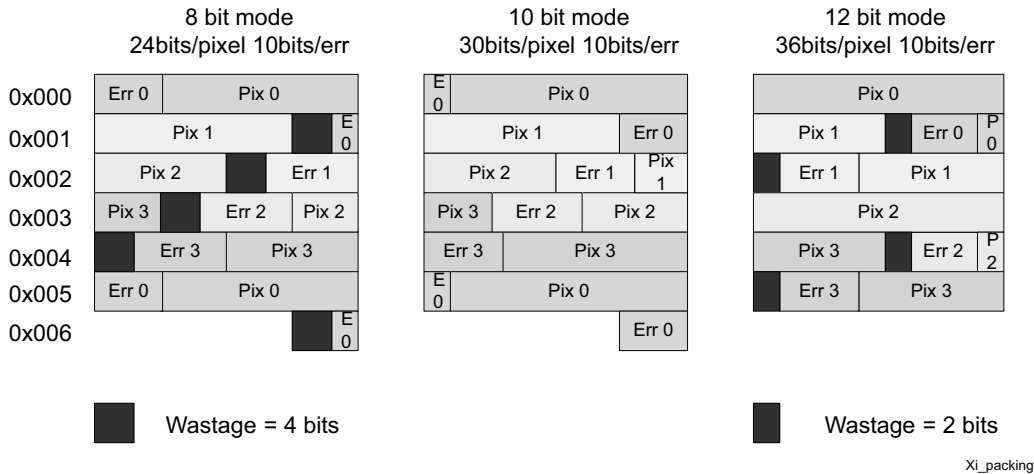 8 bit mode
24bits/pixel 10bits/err
10 bit mode
30bits/pixel 10bits/err
12 bit mode
36bits/pixel 10bits/err
0x000
Err 0
Pix 0
E
0
Pix 0
Pix 0
0x001
Pix 1
E
0
Pix 1
Err 0
Pix 1
Err 0
P
0
0x002
Pix 2
Err 1
Pix 2
Err 1
Pix
1
Err 1
Pix 1
0x003
Pix 3
Err 2
Pix 2
Pix 3
Err 2
Pix 2
Pix 2
0x004
Err 3
Pix 3
Err 3
Pix 3
Pix 3
Err 2
P
2
0x005
Err 0
Pix 0
E
0
Pix 0
Err 3
Pix 3
0x006
E
0
Err 0
Wastage = 4 bits
Wastage = 2 bits
Xi_packing